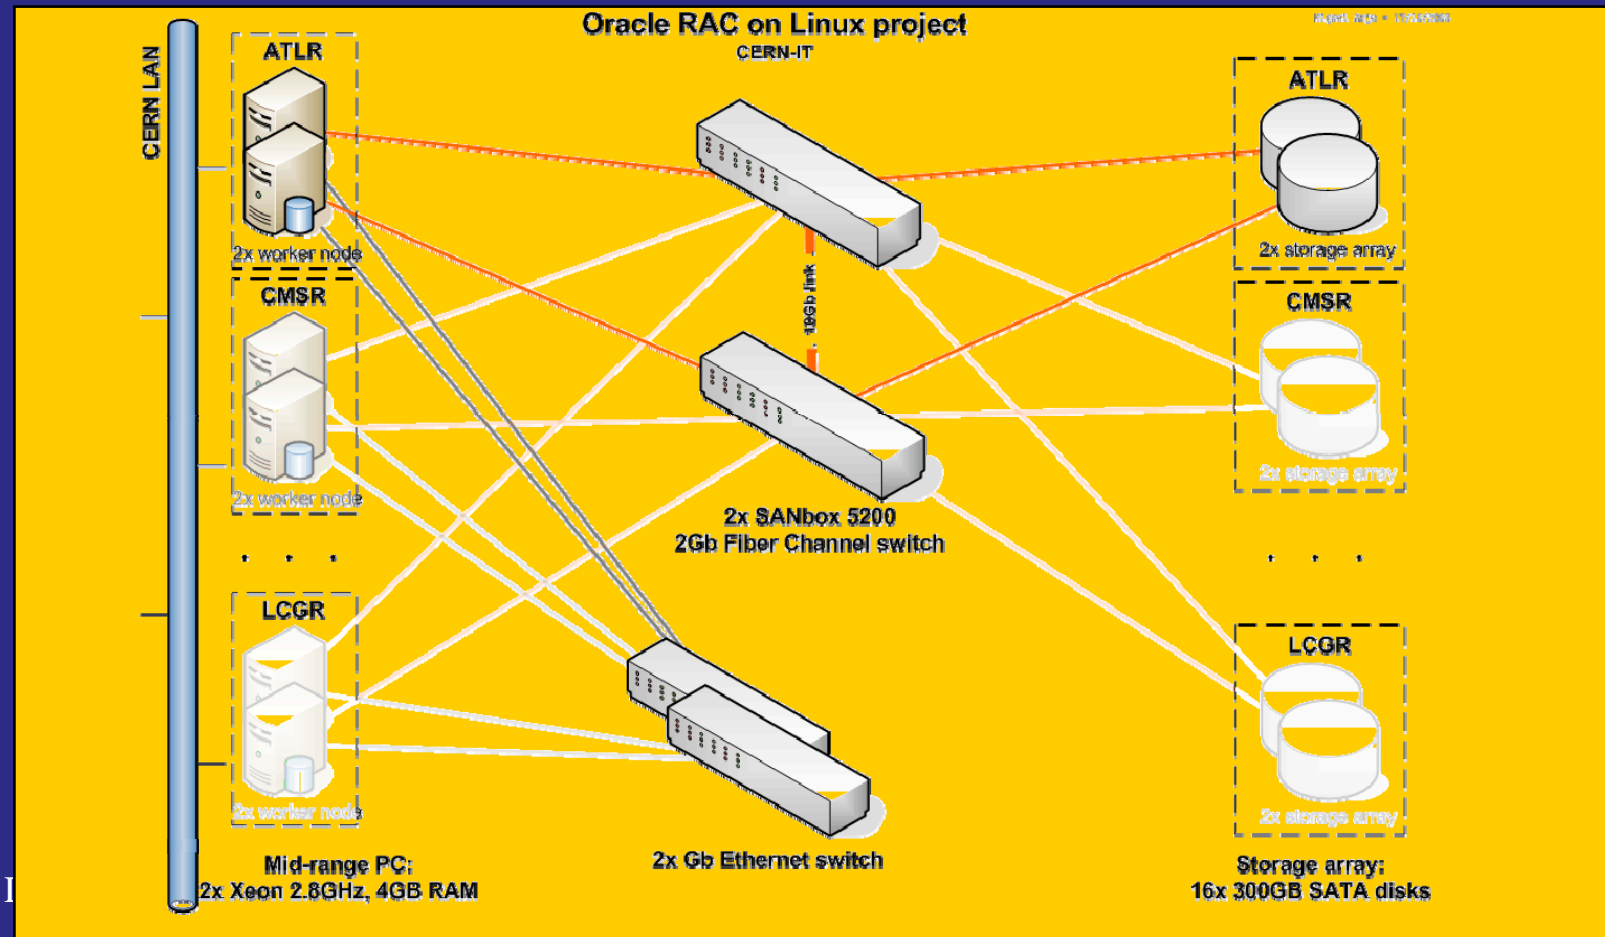 Oracle RAC on Linux project
CERN-IT
CERN LAN
ATLR
2x worker node
CMSR
2x worker node
. . .
LCGR
2x worker node
Mid-range PC:
2x Xeon 2.8GHz, 4GB RAM
10Gb link
2x SANbox 5200
2Gb Fiber Channel switch
2x Gb Ethernet switch
ATLR
2x storage array
CMSR
2x storage array
. . .
LCGR
2x storage array
Storage array:
16x 300GB SATA disks